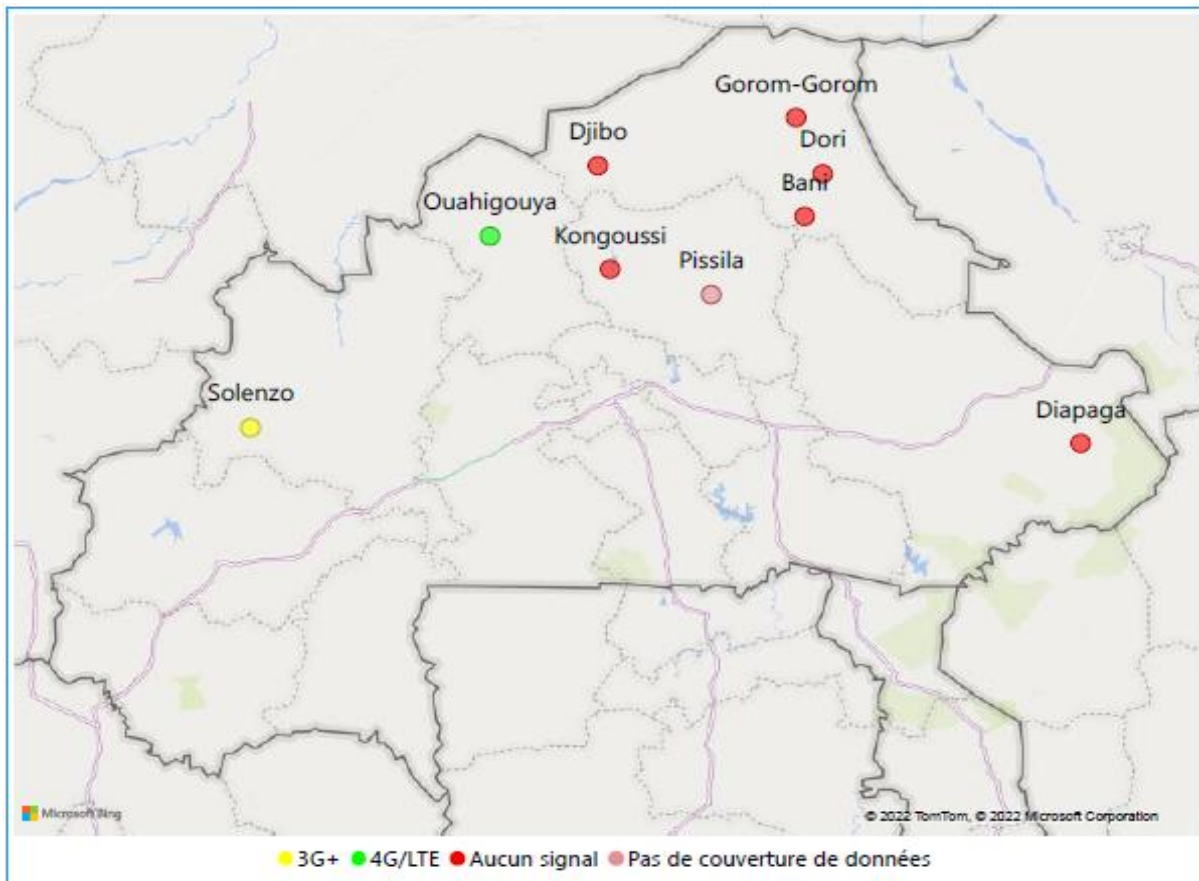 Gorom-Gorom
Djibo
Dori
Bani
Ouahigouya
Kongoussi
Pissila
Solenzo
Diapaga
Microsoft Bing
© 2022 TomTom, © 2022 Microsoft Corporation
3G+ 4G/LTE Aucun signal Pas de couverture de données